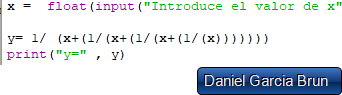 x = float(input("Introduce el valor de x"
y= 1/ (x+(1/(x+(1/(x+(1/(x)))))))
print("y=" , y)
Daniel Garcia Brun